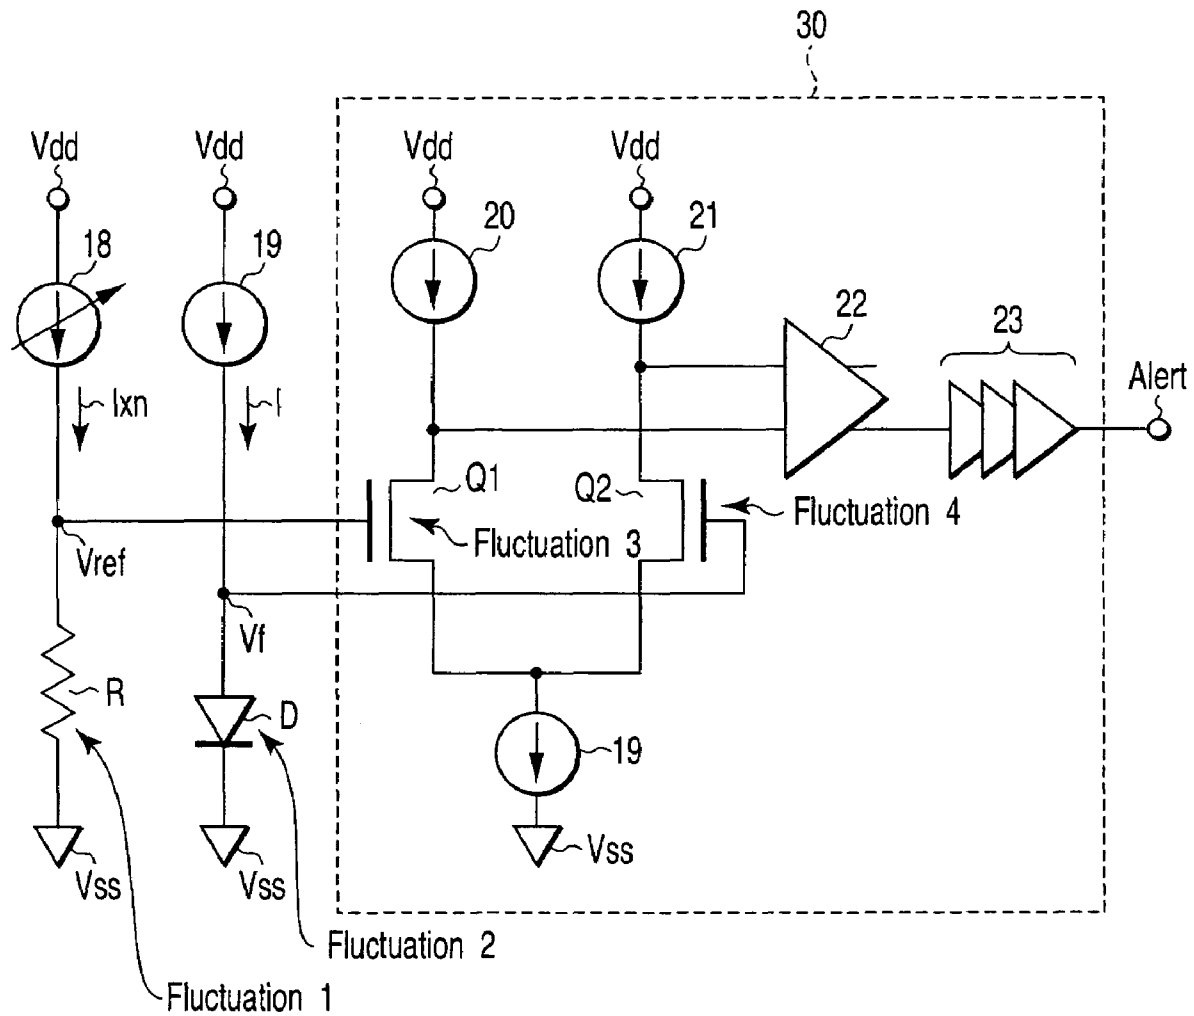 30
Vdd
Vdd
Vdd
Vdd
18
19
20
21
22
23
Ixn
I
Alert
Q1
Q2
Fluctuation 4
Fluctuation 3
Vref
Vf
R
D
19
Vss
Vss
Vss
Fluctuation 2
Fluctuation 1